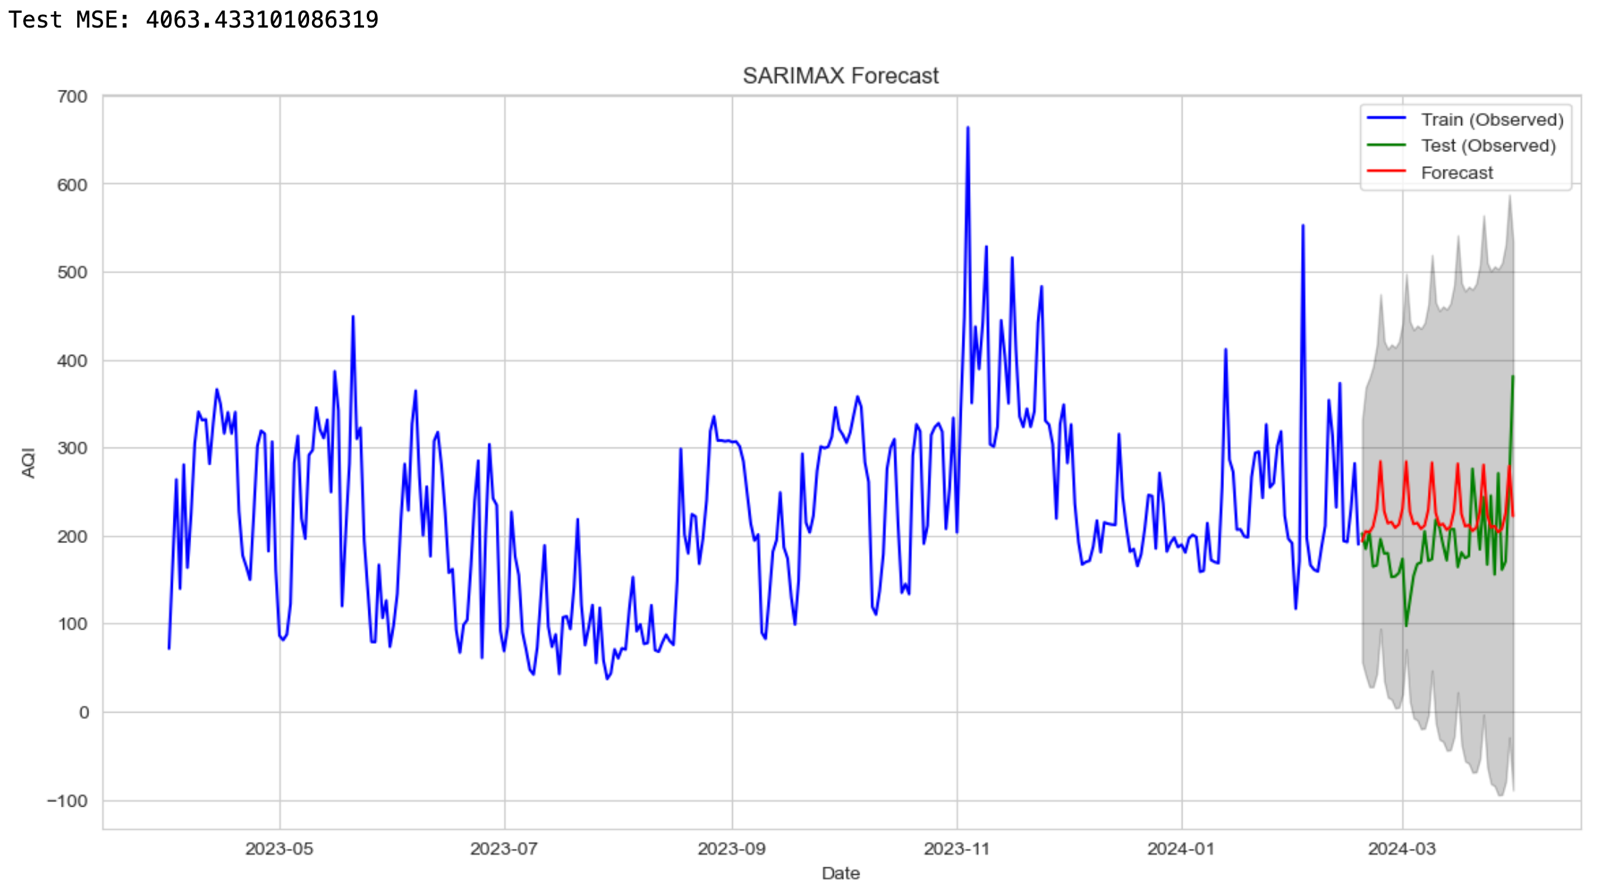 Test MSE: 4063.433101086319
SARIMAX Forecast
700
600
500
400
300
200
100
0
−100
AQI
Train (Observed)
Test (Observed)
Forecast
2023-05 2023-07 2023-09 2023-11 2024-01 2024-03
Date